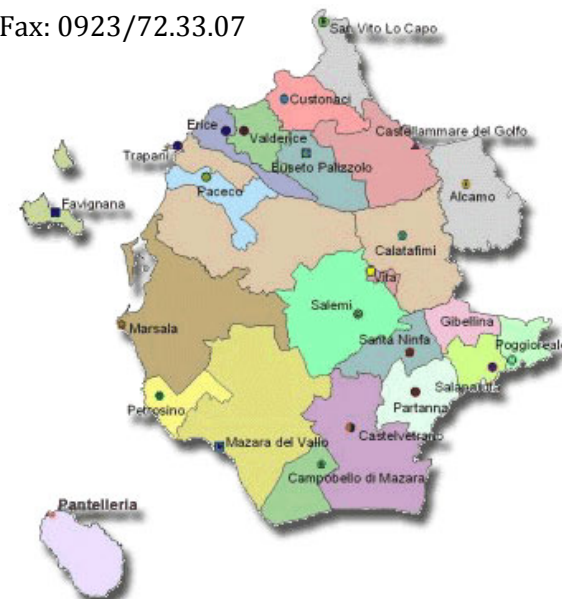 Fax: 0923/72.33.07
San Vito Lo Capo
Custonaci
Erice
Valderice
Castellammare del Golfo
Trapani
Buseto Palizzolo
Paceco
Alcamo
Favignana
Calatafimi
Vita
Salemi
Gibellina
Marsala
Santa Ninfa
Poggioreale
Salaparuta
Petrosino
Partanna
Castelvetrano
Mazara del Vallo
Campobello di Mazara
Pantelleria